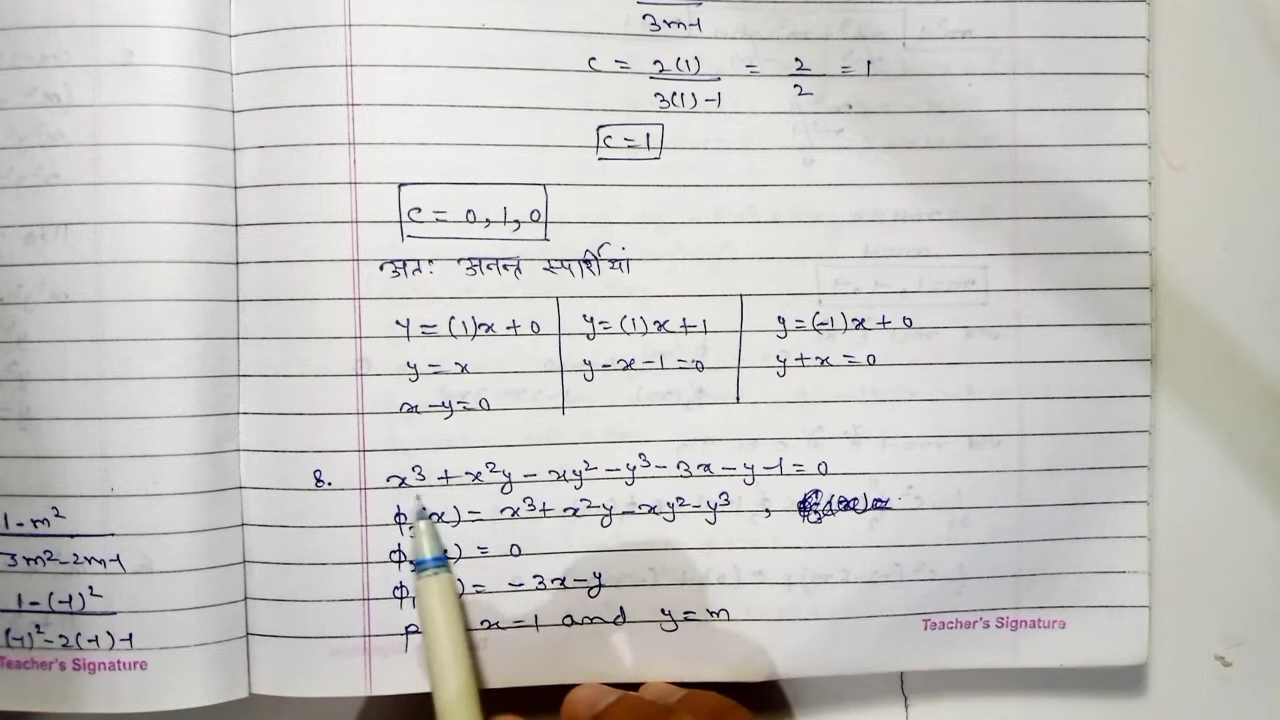 3m-1
c = 2(1) / 3(1)-1 = 2/2 = 1
c = 1
c = 0, 1, 0
अतः अनन्त स्पर्शियां
y = (1)x + 0 | y = (1)x + 1 | y = (-1)x + 0
y = x | y - x - 1 = 0 | y + x = 0
x - y = 0
8. x³ + x²y - xy² - y³ - 3x - y - 1 = 0
x) = x³ + x²y - xy² - y³ ,
) = 0
) = -3x - y
x = 1 and y = m
Teacher's Signature
1 - m²
3m² - 2m - 1
1 - (-1)²
(-1)² - 2(-1) - 1
Teacher's Signature